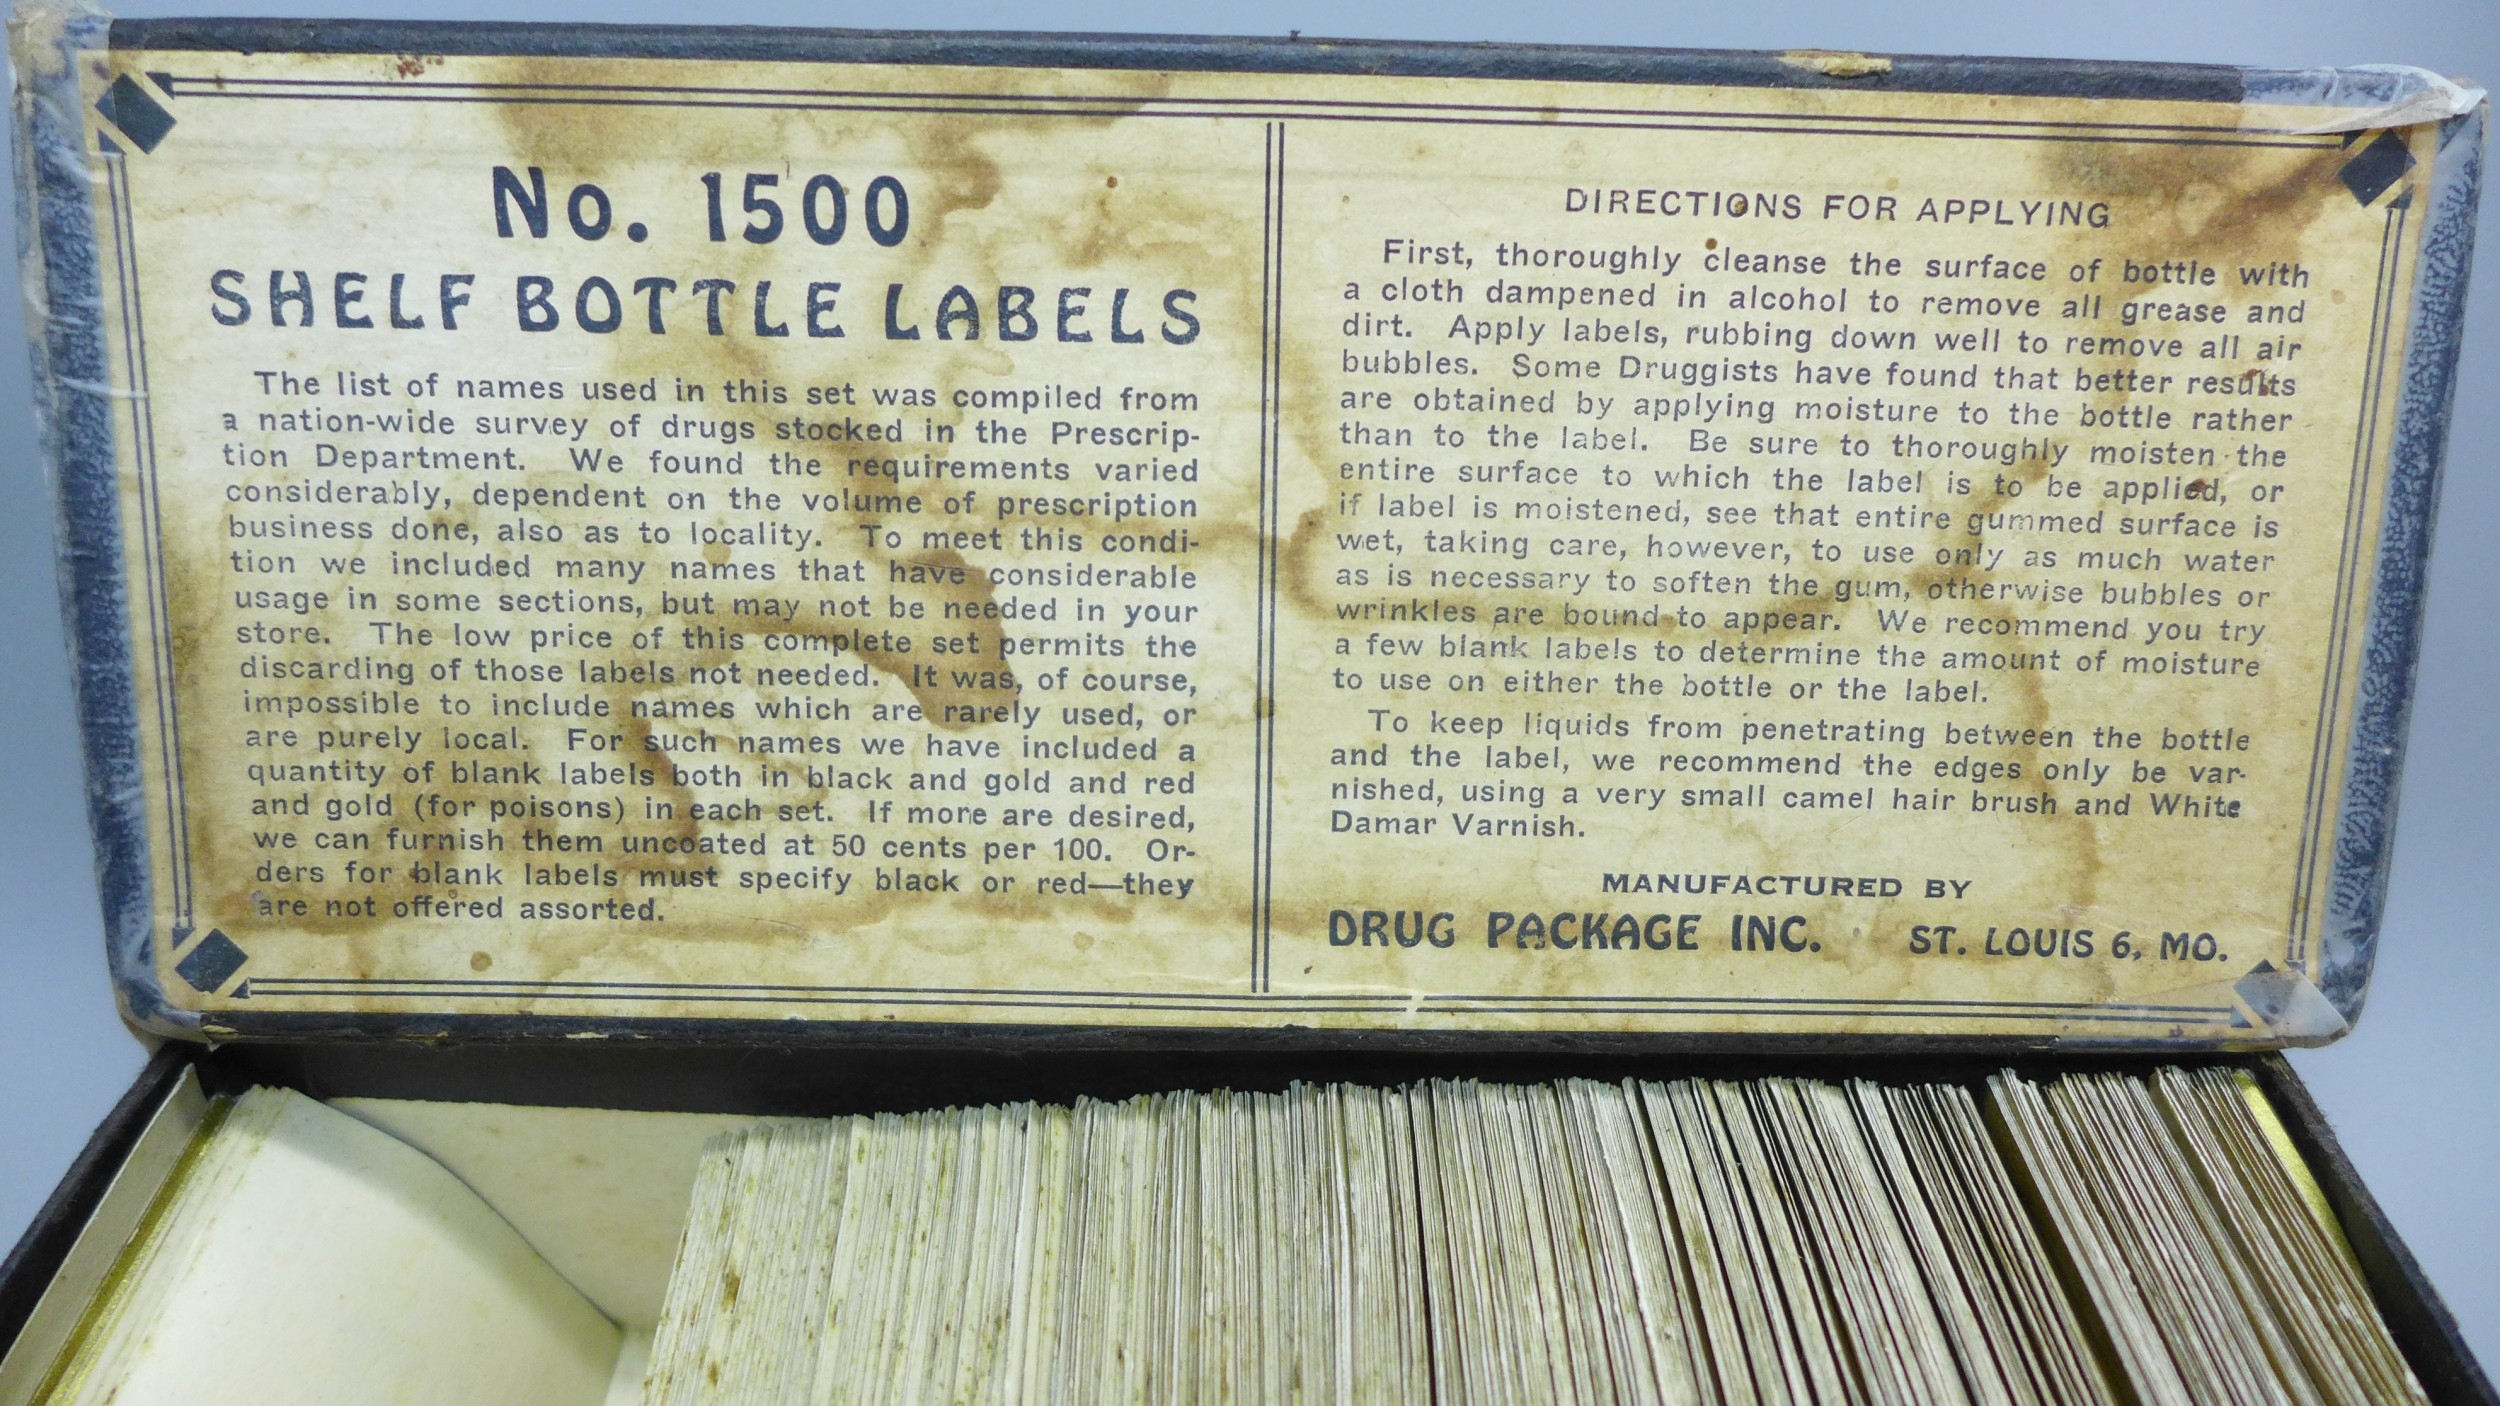 No. 1500
SHELF BOTTLE LABELS
The list of names used in this set was compiled from
a nation-wide survey of drugs stocked in the Prescrip-
tion Department. We found the requirements varied
considerably, dependent on the volume of prescription
business done, also as to locality. To meet this condi-
tion we included many names that have considerable
usage in some sections, but may not be needed in your
store. The low price of this complete set permits the
discarding of those labels not needed. It was, of course,
impossible to include names which are rarely used, or
are purely local. For such names we have included a
quantity of blank labels both in black and gold and red
and gold (for poisons) in each set. If more are desired,
we can furnish them uncoated at 50 cents per 100. Or-
ders for blank labels must specify black or red—they
are not offered assorted.
DIRECTIONS FOR APPLYING
First, thoroughly cleanse the surface of bottle with
a cloth dampened in alcohol to remove all grease and
dirt. Apply labels, rubbing down well to remove all air
bubbles. Some Druggists have found that better results
are obtained by applying moisture to the bottle rather
than to the label. Be sure to thoroughly moisten the
entire surface to which the label is to be applied, or
if label is moistened, see that entire gummed surface is
wet, taking care, however, to use only as much water
as is necessary to soften the gum, otherwise bubbles or
wrinkles are bound to appear. We recommend you try
a few blank labels to determine the amount of moisture
to use on either the bottle or the label.
To keep liquids from penetrating between the bottle
and the label, we recommend the edges only be var-
nished, using a very small camel hair brush and White
Damar Varnish.
MANUFACTURED BY
DRUG PACKAGE INC. ST. LOUIS 6, MO.